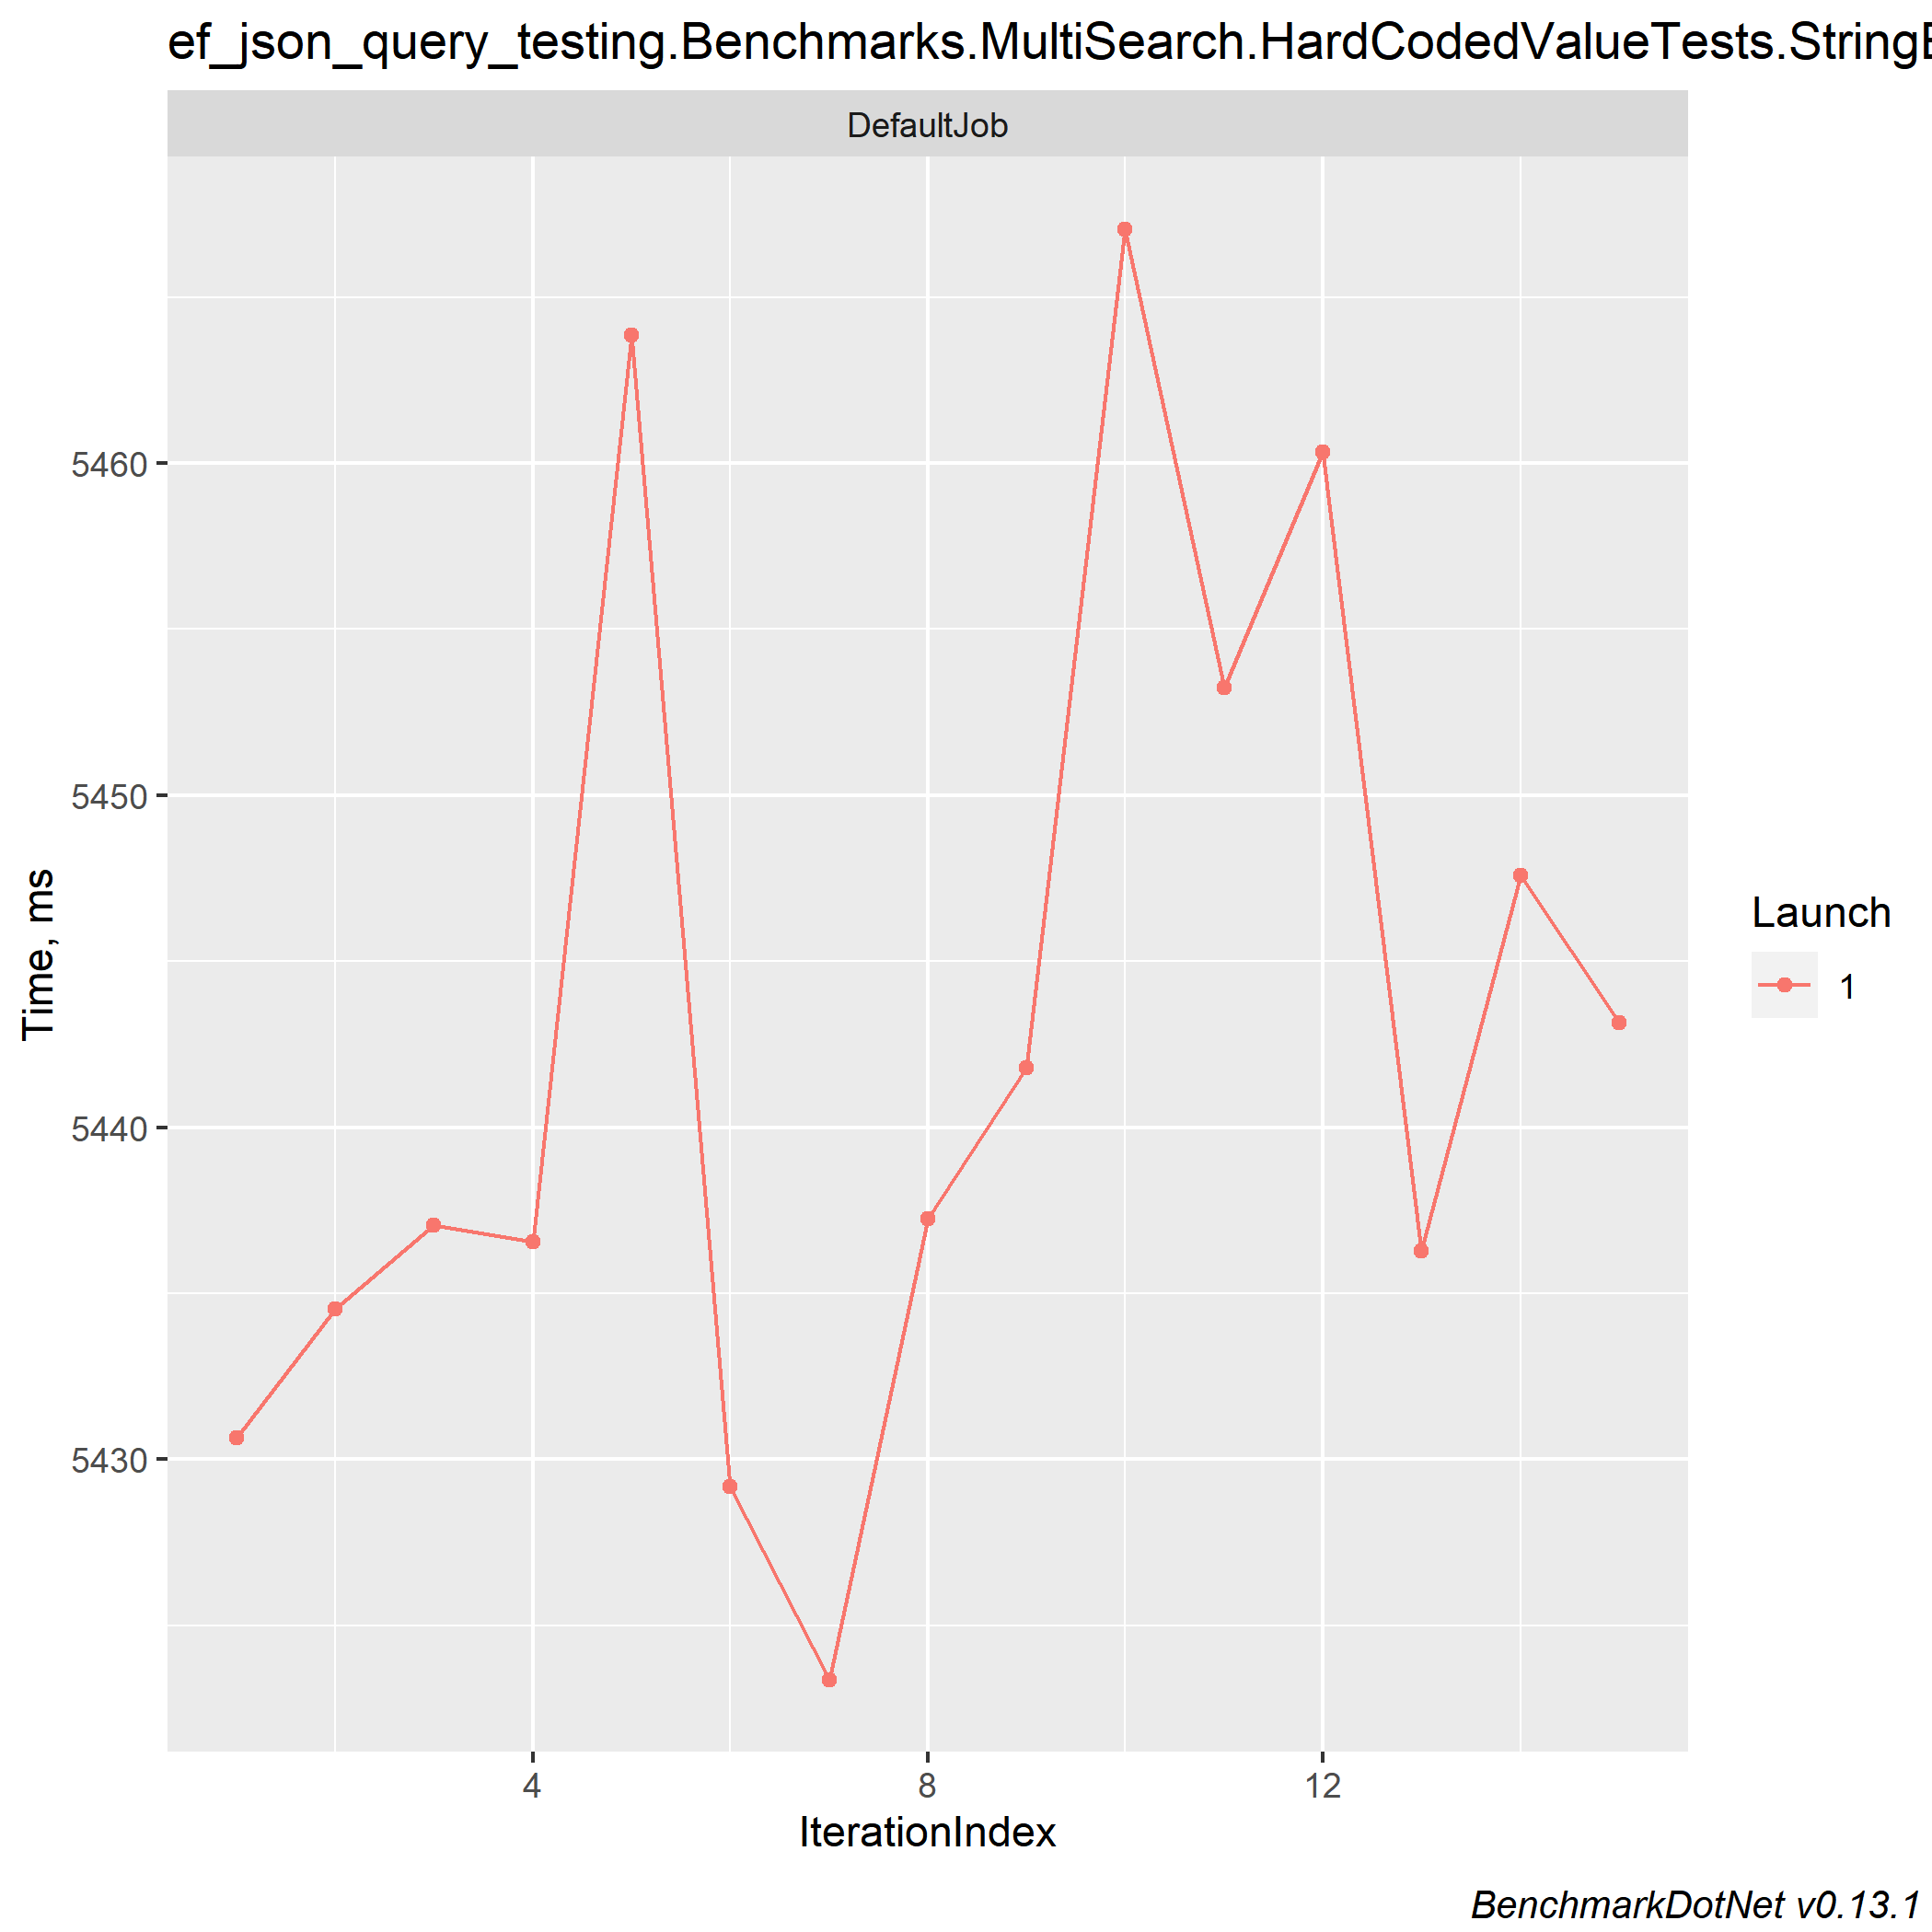 ef_json_query_testing.Benchmarks.MultiSearch.HardCodedValueTests.StringE
DefaultJob
5460
5450
5440
5430
Time, ms
4
8
12
IterationIndex
Launch
1
BenchmarkDotNet v0.13.1